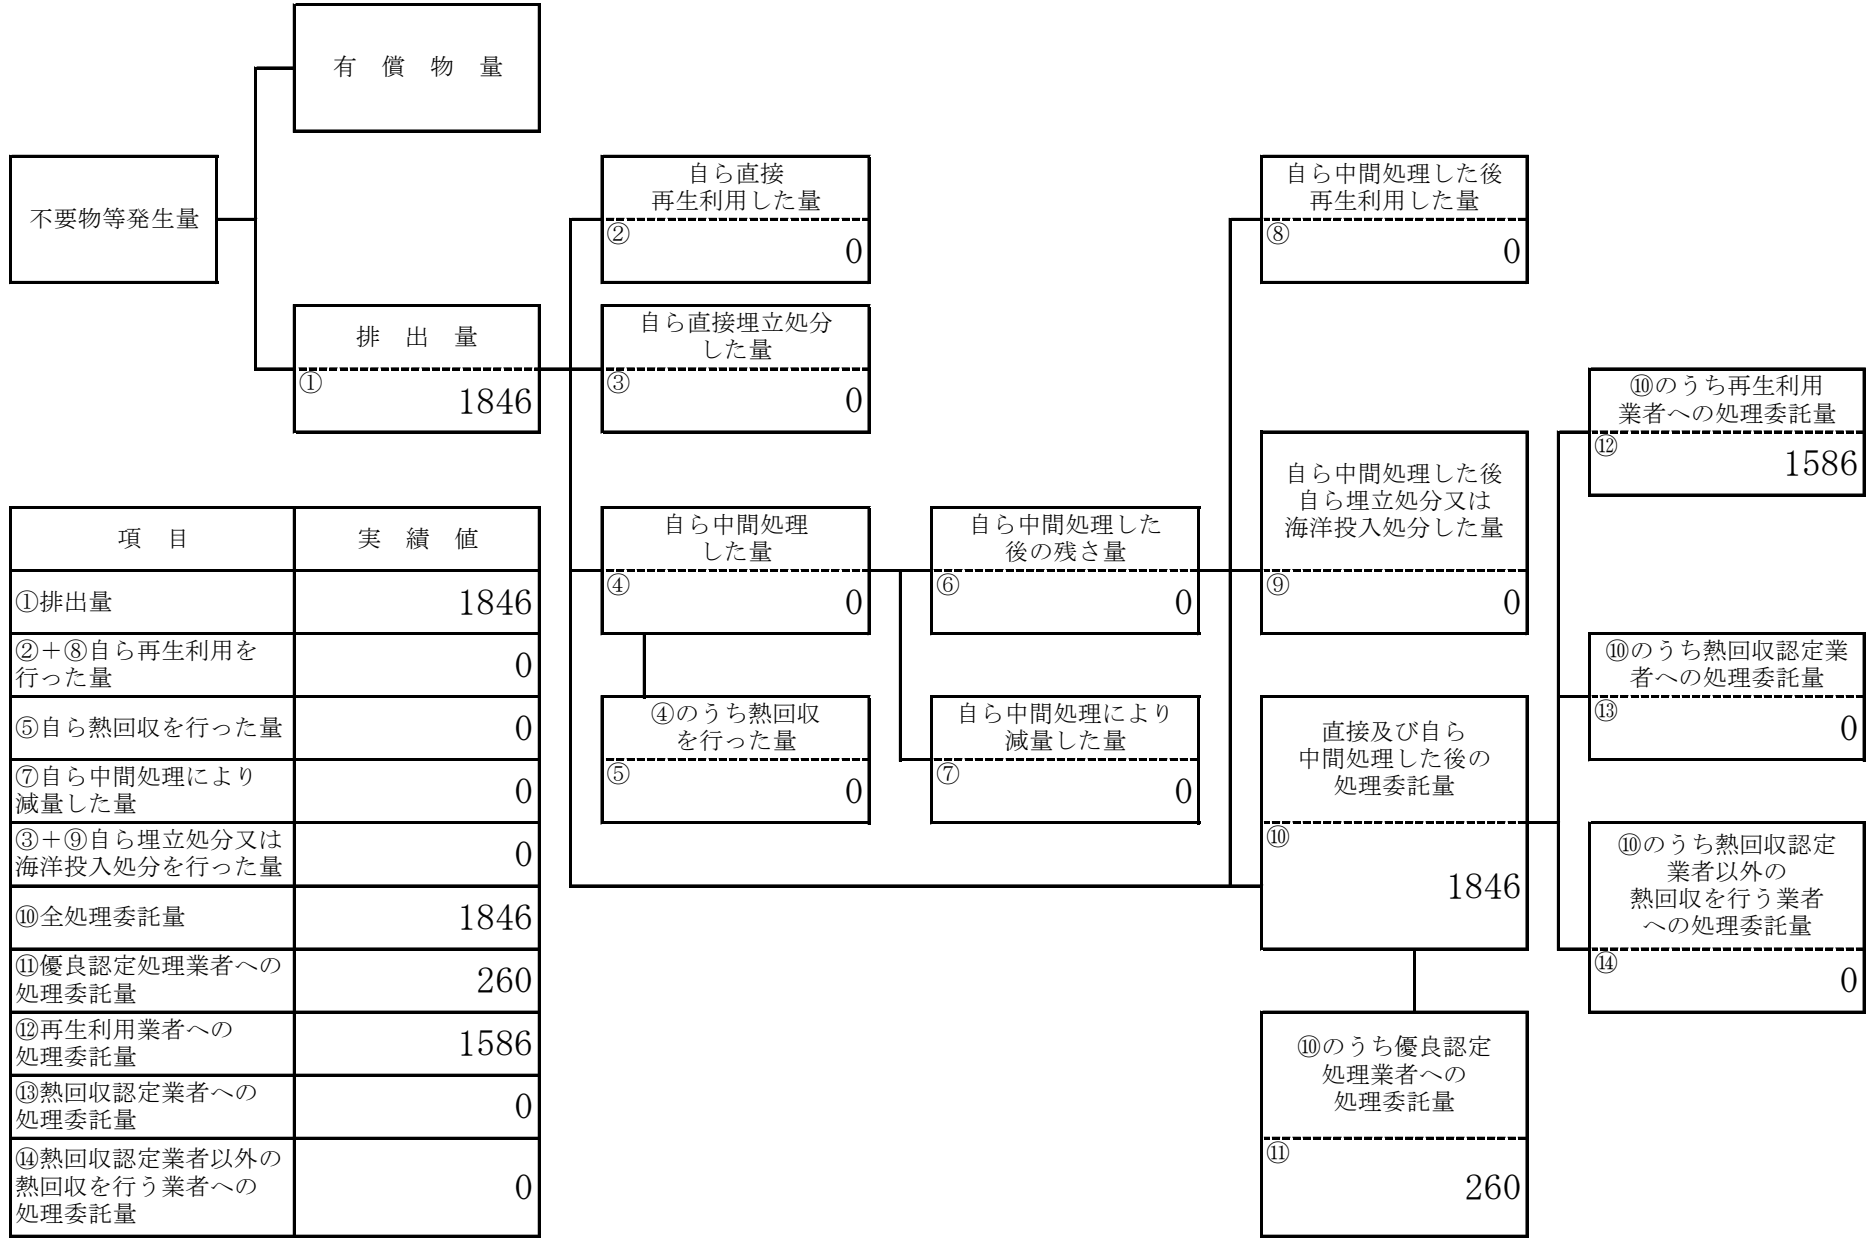 有　償　物　量
不要物等発生量
排　出　量
①
1846
自ら直接
再生利用した量
②
0
自ら直接埋立処分
した量
③
0
自ら中間処理
した量
④
0
④のうち熱回収
を行った量
⑤
0
自ら中間処理した
後の残さ量
⑥
0
自ら中間処理により
減量した量
⑦
0
自ら中間処理した後
再生利用した量
⑧
0
自ら中間処理した後
自ら埋立処分又は
海洋投入処分した量
⑨
0
直接及び自ら
中間処理した後の
処理委託量
⑩
1846
⑩のうち優良認定
処理業者への
処理委託量
⑪
260
⑩のうち再生利用
業者への処理委託量
⑫
1586
⑩のうち熱回収認定業
者への処理委託量
⑬
0
⑩のうち熱回収認定
業者以外の
熱回収を行う業者
への処理委託量
⑭
0
項　目　実　績　値
①排出量　1846
②＋⑧自ら再生利用を
行った量　0
⑤自ら熱回収を行った量　0
⑦自ら中間処理により
減量した量　0
③＋⑨自ら埋立処分又は
海洋投入処分を行った量　0
⑩全処理委託量　1846
⑪優良認定処理業者への
処理委託量　260
⑫再生利用業者への
処理委託量　1586
⑬熱回収認定業者への
処理委託量　0
⑭熱回収認定業者以外の
熱回収を行う業者への
処理委託量　0